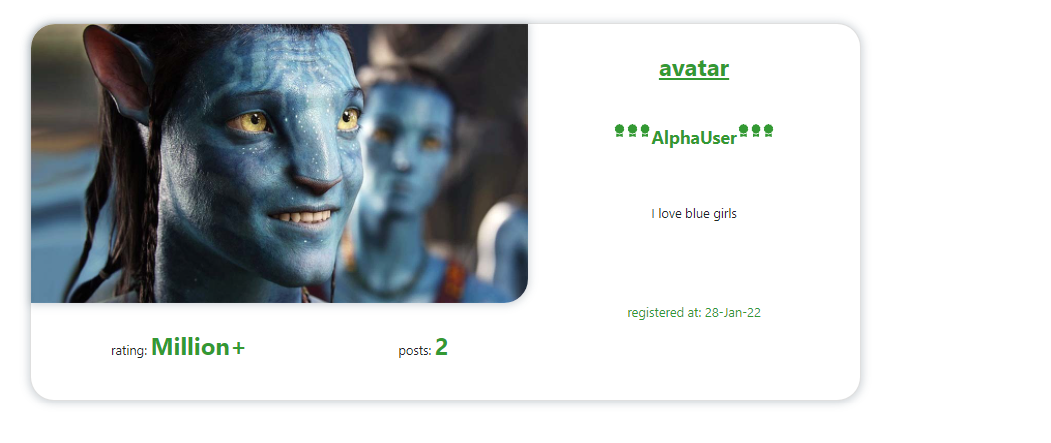 avatar
AlphaUser
I love blue girls
registered at: 28-Jan-22
rating: Million+ posts: 2